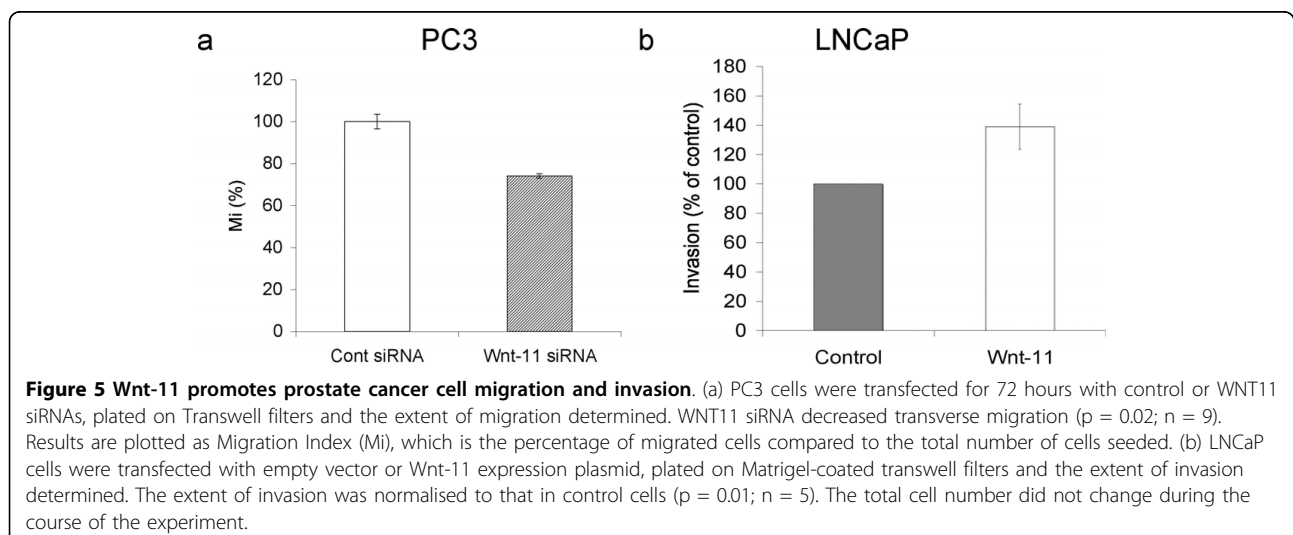 a PC3
120
100
80
60
40
20
0
Mi (%)
Cont siRNA Wnt-11 siRNA
b LNCaP
180
160
140
120
100
80
60
40
20
0
Invasion (% of control)
Control Wnt-11
Figure 5 Wnt-11 promotes prostate cancer cell migration and invasion. (a) PC3 cells were transfected for 72 hours with control or WNT11
siRNAs, plated on Transwell filters and the extent of migration determined. WNT11 siRNA decreased transverse migration (p = 0.02; n = 9).
Results are plotted as Migration Index (Mi), which is the percentage of migrated cells compared to the total number of cells seeded. (b) LNCaP
cells were transfected with empty vector or Wnt-11 expression plasmid, plated on Matrigel-coated transwell filters and the extent of invasion
determined. The extent of invasion was normalised to that in control cells (p = 0.01; n = 5). The total cell number did not change during the
course of the experiment.